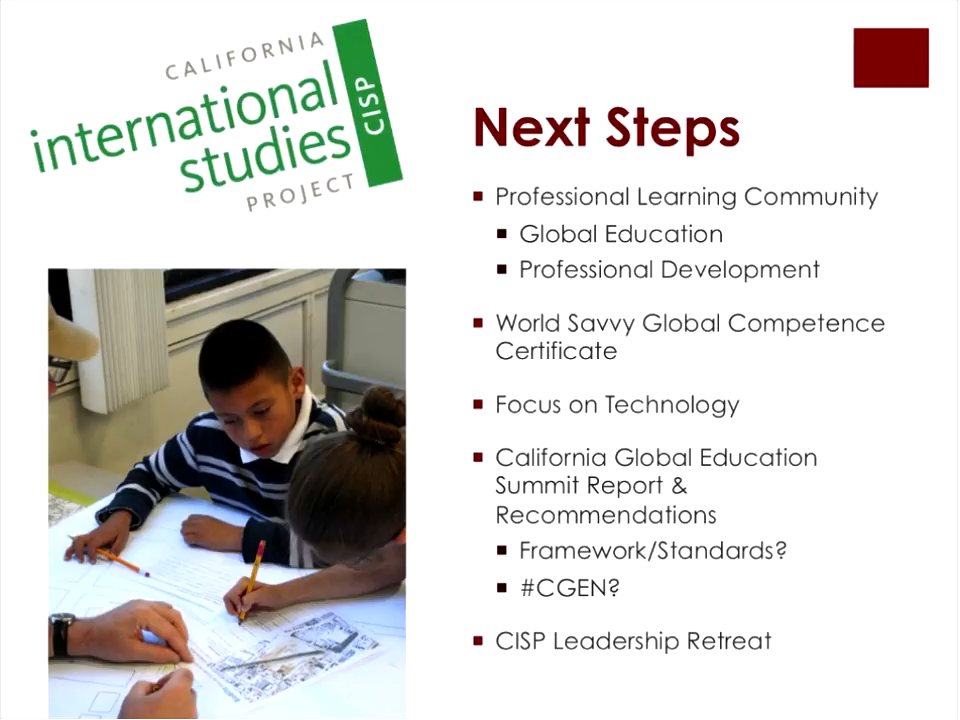 CALIFORNIA
international
studies
PROJECT
CISP
Next Steps
Professional Learning Community
Global Education
Professional Development
World Savvy Global Competence
Certificate
Focus on Technology
California Global Education
Summit Report &
Recommendations
Framework/Standards?
#CGEN?
CISP Leadership Retreat